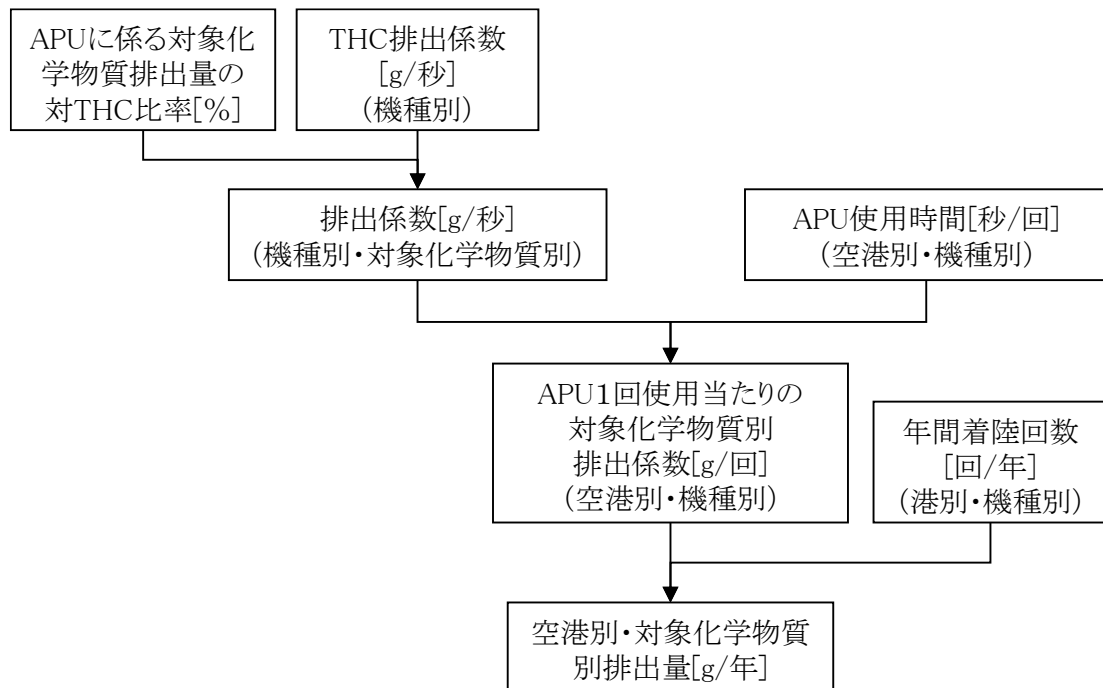 APUに係る対象化
学物質排出量の
対THC比率[%]
THC排出係数
[g/秒]
(機種別)
排出係数[g/秒]
(機種別・対象化学物質別)
APU使用時間[秒/回]
(空港別・機種別)
APU１回使用当たりの
対象化学物質別
排出係数[g/回]
(空港別・機種別)
年間着陸回数
[回/年]
(港別・機種別)
空港別・対象化学物質
別排出量[g/年]